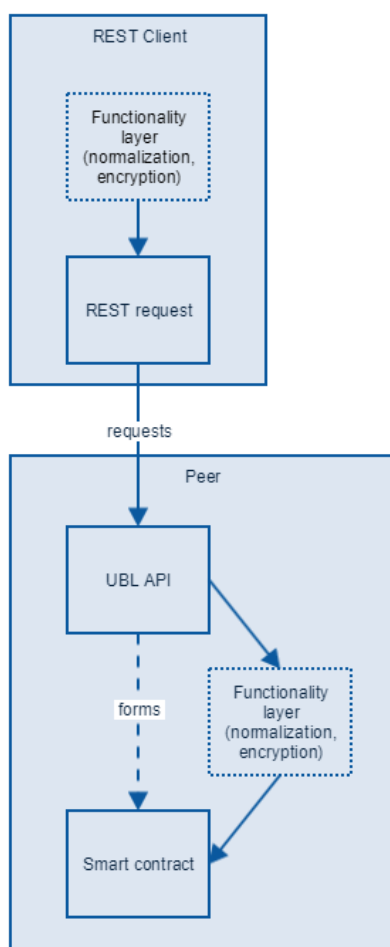 REST Client
Functionality
layer
(normalization,
encryption)
REST request
requests
Peer
UBL API
forms
Functionality
layer
(normalization,
encryption)
Smart contract